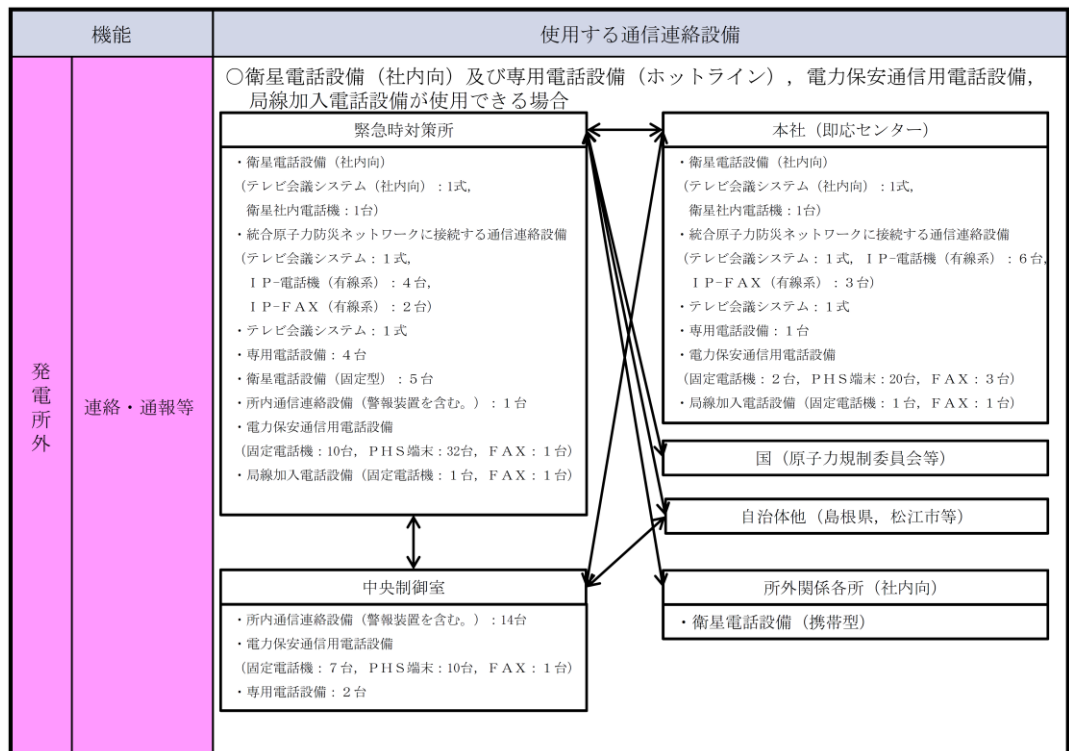 機能
使用する通信連絡設備
発電所外
連絡・通報等
○衛星電話設備（社内向）及び専用電話設備（ホットライン），電力保安通信用電話設備，
局線加入電話設備が使用できる場合
緊急時対策所
・衛星電話設備（社内向）
（テレビ会議システム（社内向）：1式，
衛星社内電話機：1台）
・統合原子力防災ネットワークに接続する通信連絡設備
（テレビ会議システム：１式，
ＩＰ-電話機（有線系）：４台，
ＩＰ-ＦＡＸ（有線系）：２台）
・テレビ会議システム：１式
・専用電話設備：４台
・衛星電話設備（固定型）：５台
・所内通信連絡設備（警報装置を含む。）：１台
・電力保安通信用電話設備
（固定電話機：10台，ＰＨＳ端末：32台，ＦＡＸ：１台）
・局線加入電話設備（固定電話機：１台，ＦＡＸ：１台）
本社（即応センター）
・衛星電話設備（社内向）
（テレビ会議システム（社内向）：1式，
衛星社内電話機：1台）
・統合原子力防災ネットワークに接続する通信連絡設備
（テレビ会議システム：１式，ＩＰ-電話機（有線系）：６台，
ＩＰ-ＦＡＸ（有線系）：３台）
・テレビ会議システム：１式
・専用電話設備：１台
・電力保安通信用電話設備
（固定電話機：２台，ＰＨＳ端末：20台，ＦＡＸ：３台）
・局線加入電話設備（固定電話機：１台，ＦＡＸ：１台）
国（原子力規制委員会等）
自治体他（島根県，松江市等）
中央制御室
・所内通信連絡設備（警報装置を含む。）：14台
・電力保安通信用電話設備
（固定電話機：７台，ＰＨＳ端末：10台，ＦＡＸ：１台）
・専用電話設備：２台
所外関係各所（社内向）
・衛星電話設備（携帯型）